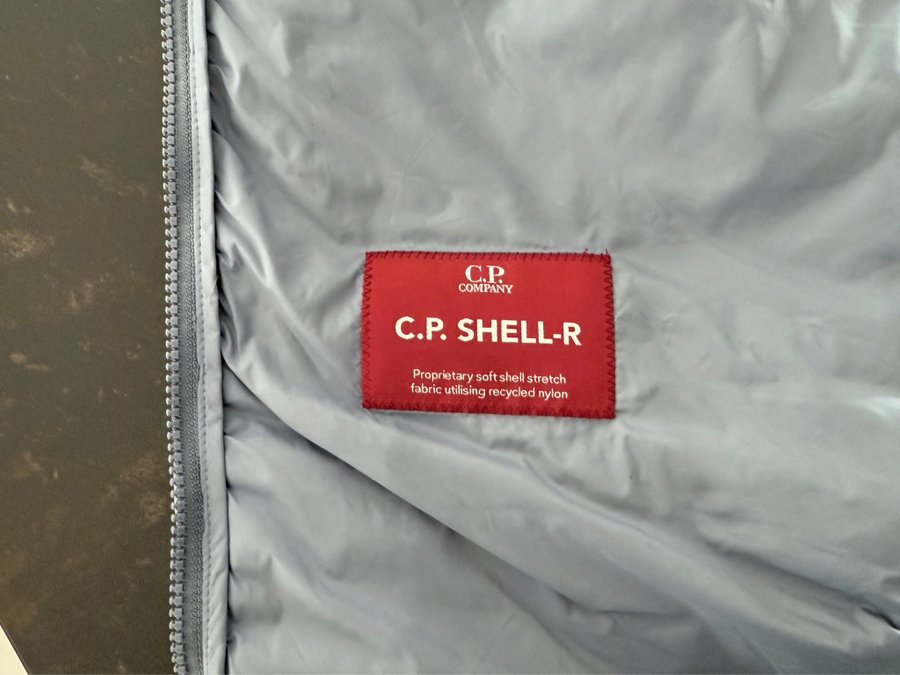 C.P.
COMPANY
C.P. SHELL-R
Proprietary soft shell stretch
fabric utilising recycled nylon